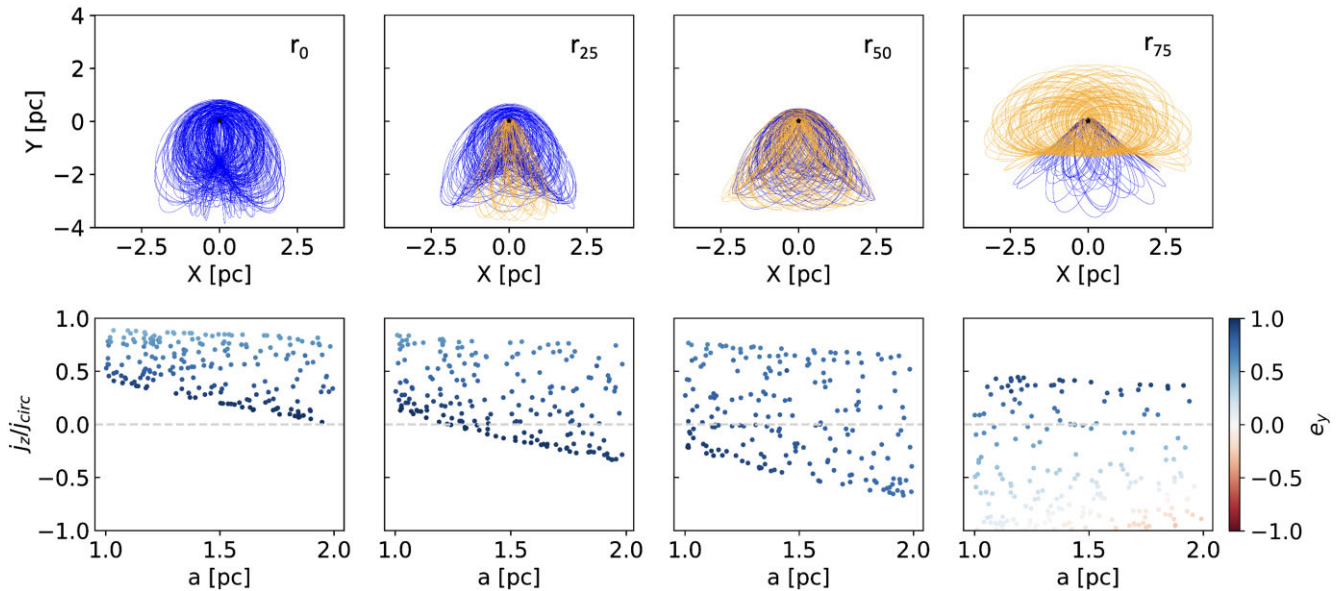 r0 r25 r50 r75
Y [pc]
4
2
0
−2
−4
−2.5 0.0 2.5 −2.5 0.0 2.5 −2.5 0.0 2.5 −2.5 0.0 2.5
X [pc] X [pc] X [pc] X [pc]
jz/jcirc
1.0
0.5
0.0
−0.5
−1.0
1.0 1.5 2.0 1.0 1.5 2.0 1.0 1.5 2.0 1.0 1.5 2.0
a [pc] a [pc] a [pc] a [pc]
1.0
0.5
0.0
−0.5
−1.0
ey